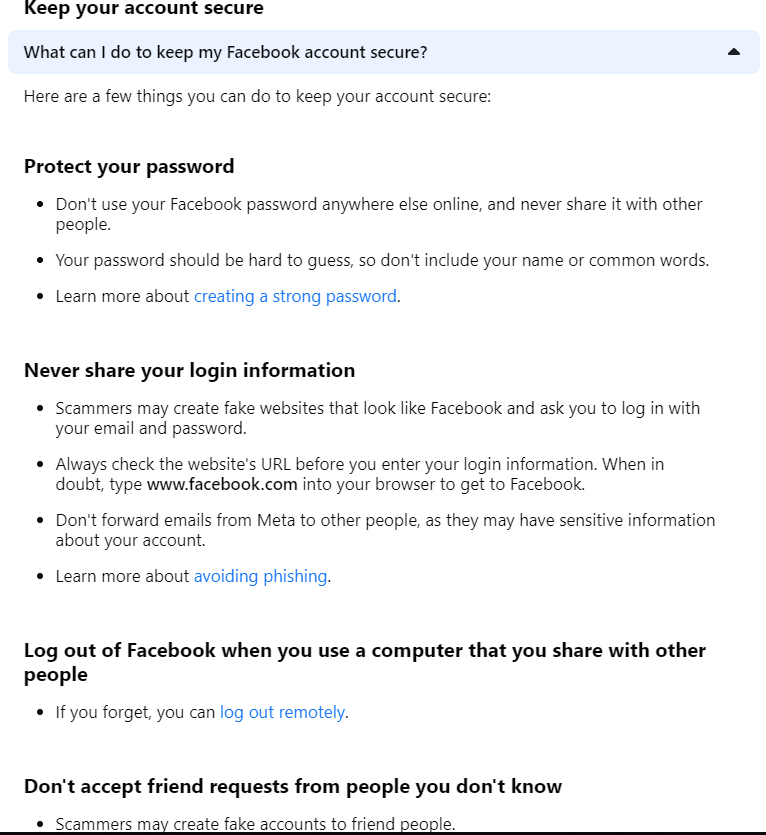 Keep your account secure
What can I do to keep my Facebook account secure?
Here are a few things you can do to keep your account secure:
Protect your password
Don't use your Facebook password anywhere else online, and never share it with other
people.
Your password should be hard to guess, so don't include your name or common words.
Learn more about creating a strong password.
Never share your login information
Scammers may create fake websites that look like Facebook and ask you to log in with
your email and password.
Always check the website's URL before you enter your login information. When in
doubt, type www.facebook.com into your browser to get to Facebook.
Don't forward emails from Meta to other people, as they may have sensitive information
about your account.
Learn more about avoiding phishing.
Log out of Facebook when you use a computer that you share with other
people
If you forget, you can log out remotely.
Don't accept friend requests from people you don't know
Scammers may create fake accounts to friend people.